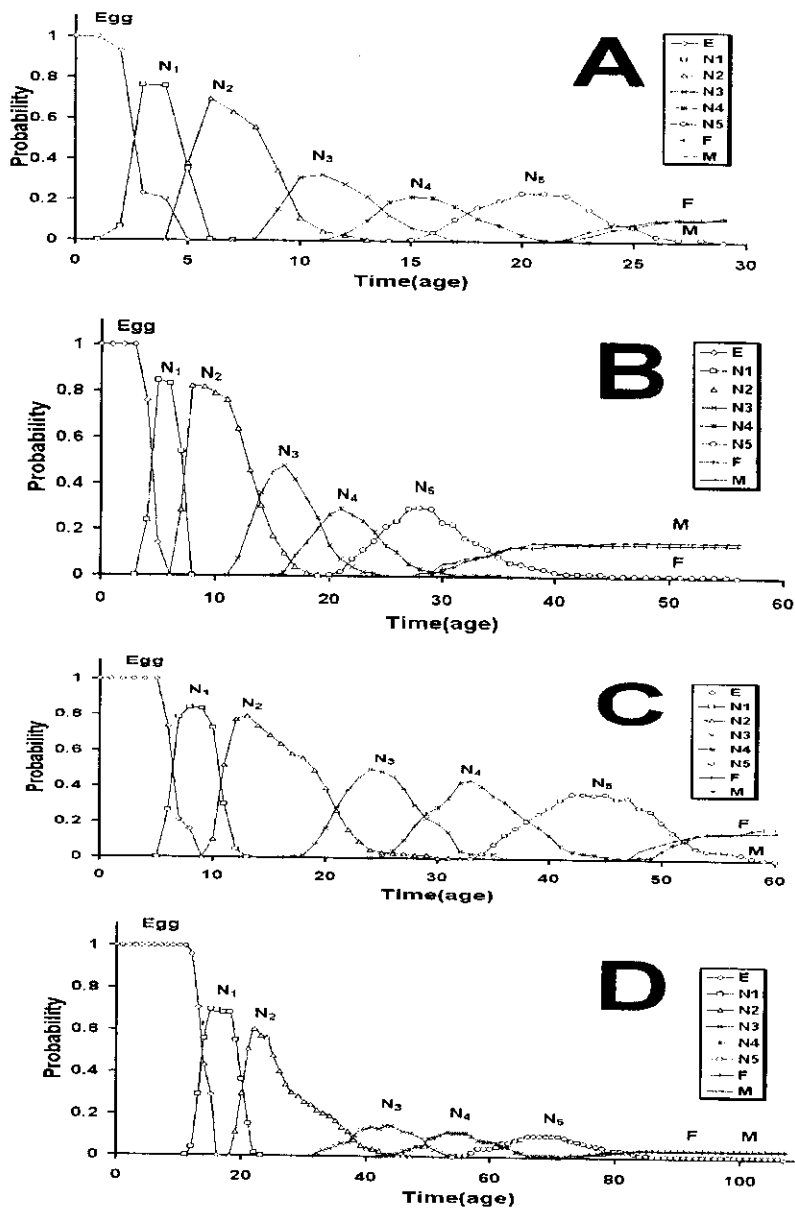 Egg
N1
N2
N3
N4
N5
F
M
A
E
N1
N2
N3
N4
N5
F
M
Probability
1
0.8
0.6
0.4
0.2
0
0 5 10 15 20 25 30
Time(age)
Egg
N1
N2
N3
N4
N5
M
F
B
E
N1
N2
N3
N4
N5
F
M
Probability
1
0.8
0.6
0.4
0.2
0
0 10 20 30 40 50 60
Time(age)
Egg
N1
N2
N3
N4
N5
F
M
C
E
N1
N2
N3
N4
N5
F
M
Probability
1
0.8
0.6
0.4
0.2
0
0 10 20 30 40 50 60
Time(age)
Egg
N1
N2
N3
N4
N5
F M
D
E
N1
N2
N3
N4
N5
F
M
Probability
1
0.8
0.6
0.4
0.2
0
0 20 40 60 80 100
Time(age)